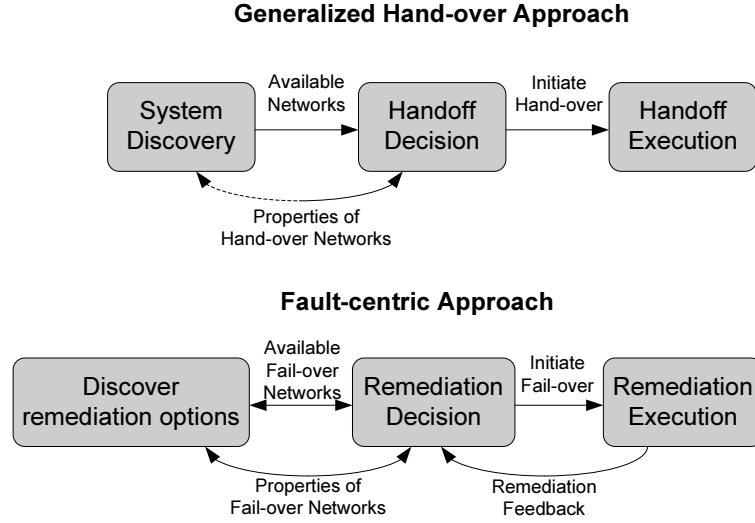 Generalized Hand-over Approach
System
Discovery
Available
Networks
Handoff
Decision
Initiate
Hand-over
Handoff
Execution
Properties of
Hand-over Networks
Fault-centric Approach
Discover
remediation options
Available
Fail-over
Networks
Remediation
Decision
Initiate
Fail-over
Remediation
Execution
Properties of
Fail-over Networks
Remediation
Feedback